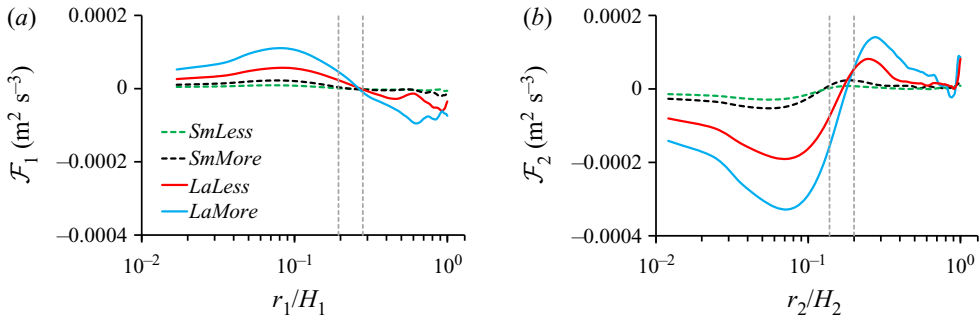 (a)
0.0002
0
−0.0002
−0.0004
ℱ1 (m2 s−3)
SmLess
SmMore
LaLess
LaMore
10−2
10−1
100
r1/H1
(b)
0.0002
0
−0.0002
−0.0004
ℱ2 (m2 s−3)
10−2
10−1
100
r2/H2